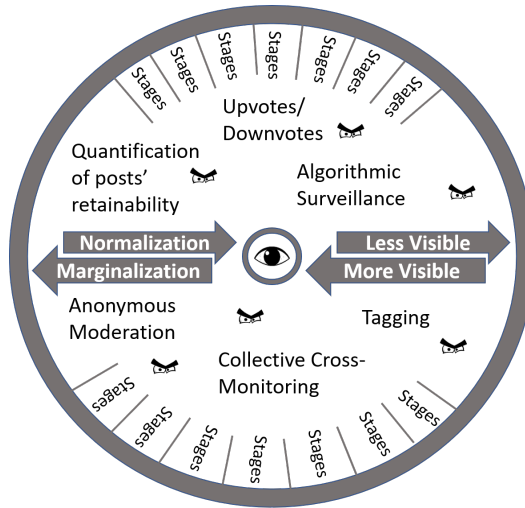 Stages
Stages
Stages
Stages
Stages
Stages
Stages
Upvotes/
Downvotes
Quantification
of posts'
retainability
Algorithmic
Surveillance
Normalization
Less Visible
Marginalization
More Visible
Anonymous
Moderation
Tagging
Collective Cross-
Monitoring
Stages
Stages
Stages
Stages
Stages
Stages
Stages
Stages